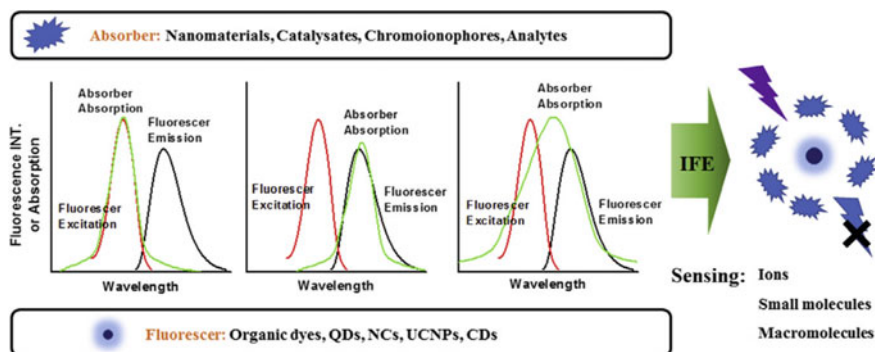 Absorber: Nanomaterials, Catalysates, Chromoionophores, Analytes
Fluorescence INT.
or Absorption
Absorber
Absorption
Fluorescer
Emission
Fluorescer
Excitation
Wavelength
Absorber
Absorption
Fluorescer
Excitation
Fluorescer
Emission
Wavelength
Absorber
Absorption
Fluorescer
Excitation
Fluorescer
Emission
Wavelength
IFE
Sensing: Ions
Small molecules
Macromolecules
Fluorescer: Organic dyes, QDs, NCs, UCNPs, CDs